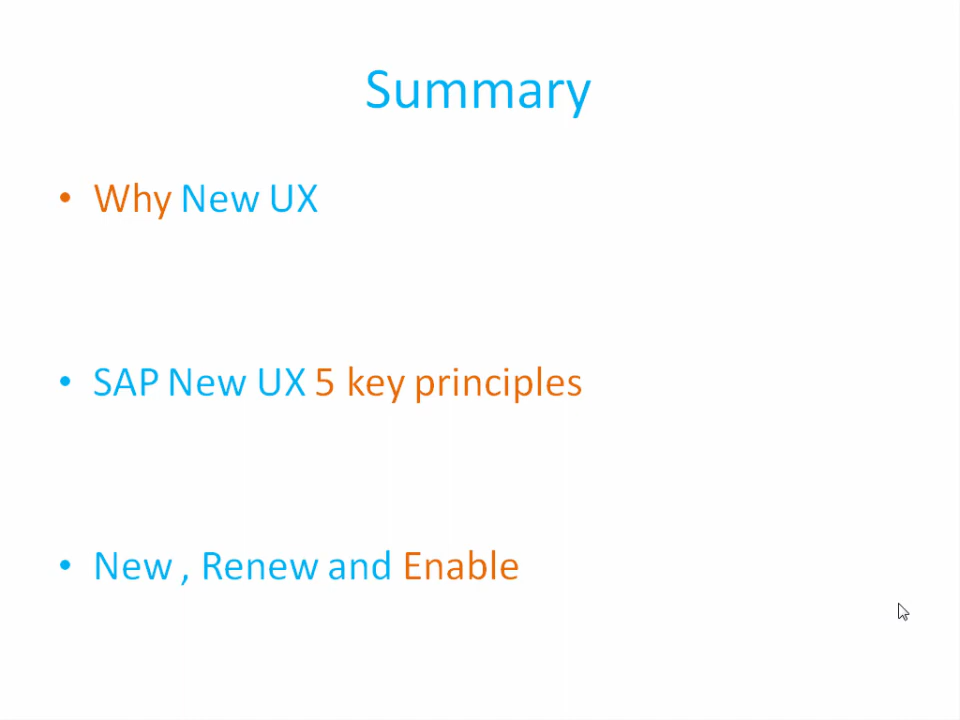 Summary
• Why New UX
• SAP New UX 5 key principles
• New , Renew and Enable